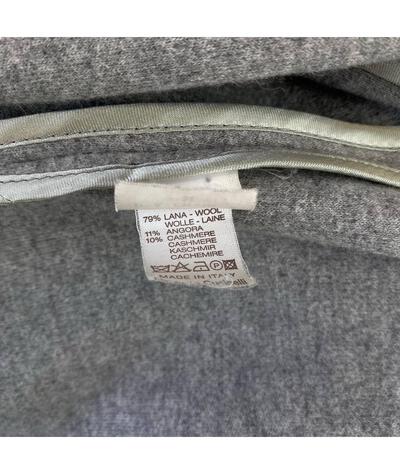 79% LANA - WOOL
WOLLE - LAINE
11% ANGORA
10% CASHMERE
CASHMERE
KASCHMIR
CACHEMIRE
MADE IN ITALY